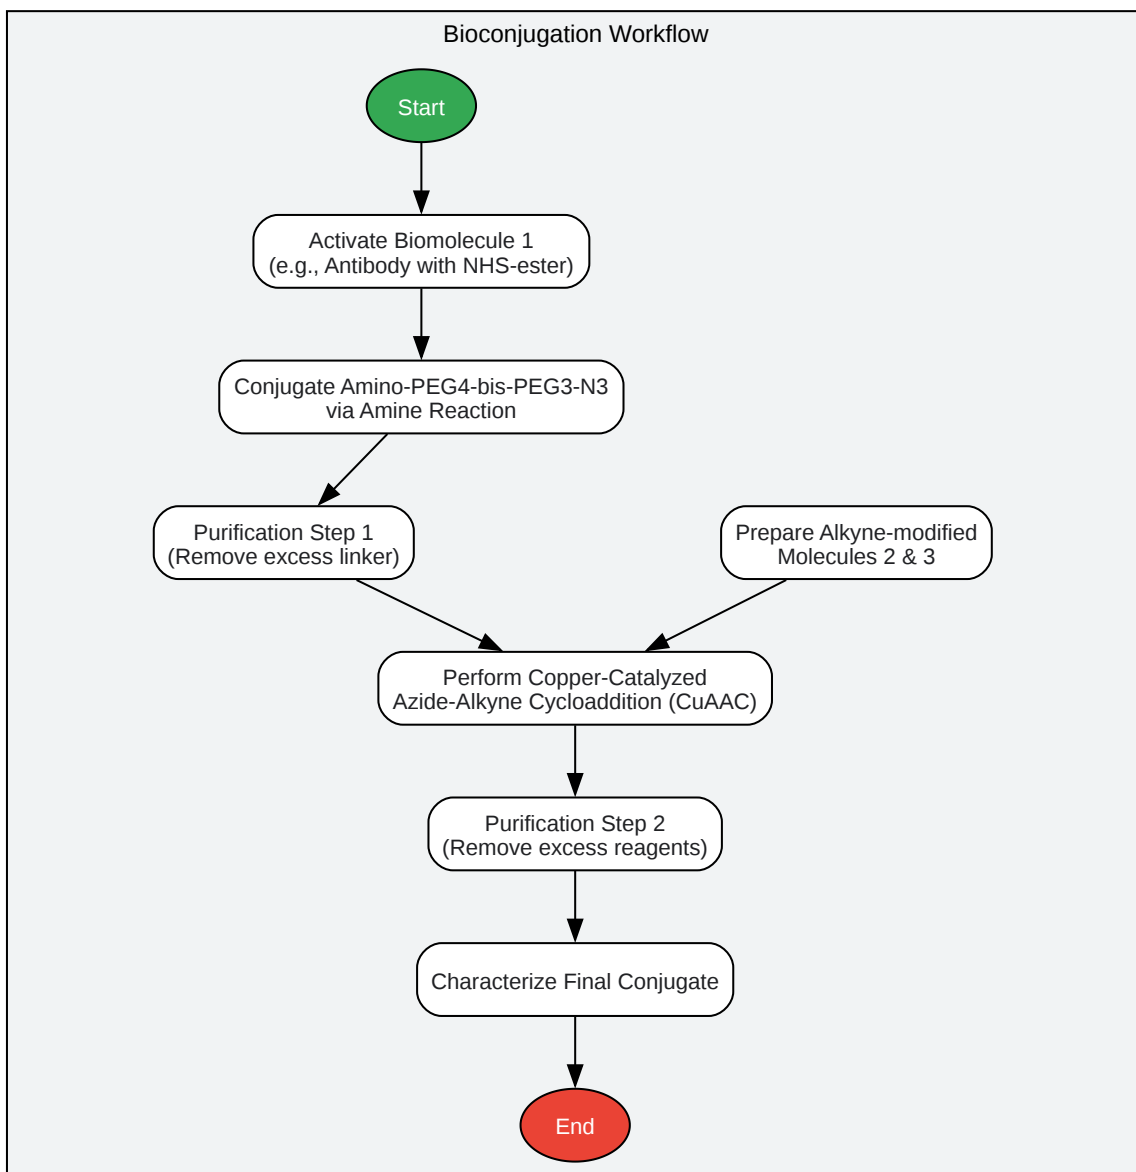 Bioconjugation Workflow
Start
Activate Biomolecule 1
(e.g., Antibody with NHS-ester)
Conjugate Amino-PEG4-bis-PEG3-N3
via Amine Reaction
Purification Step 1
(Remove excess linker)
Prepare Alkyne-modified
Molecules 2 & 3
Perform Copper-Catalyzed
Azide-Alkyne Cycloaddition (CuAAC)
Purification Step 2
(Remove excess reagents)
Characterize Final Conjugate
End